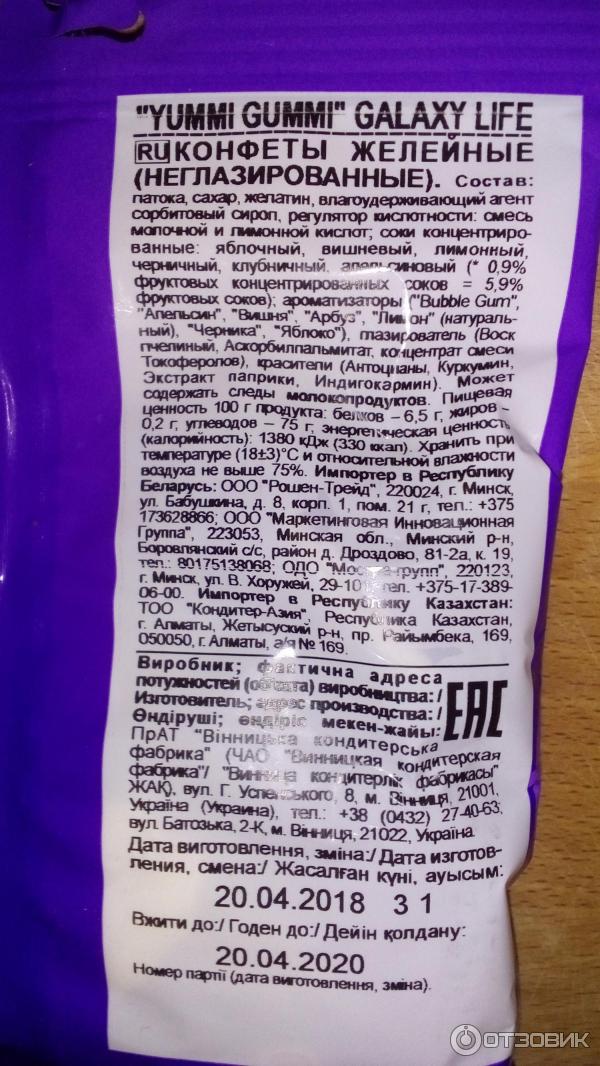 "YUMMI GUMMI" GALAXY LIFE
RU КОНФЕТЫ ЖЕЛЕЙНЫЕ
(НЕГЛАЗИРОВАННЫЕ). Состав:
патока, сахар, желатин, влагоудерживающий агент
сорбитовый сироп, регулятор кислотности: смесь
молочной и лимонной кислот; соки концентриро-
ванные: яблочный, вишневый, лимонный,
черничный, клубничный, апельсиновый (* 0,9%
фруктовых концентрированных соков = 5,9%
фруктовых соков); ароматизаторы ("Bubble Gum",
"Апельсин", "Вишня", "Арбуз", "Лимон" (натураль-
ный), "Черника", "Яблоко"), глазирователь (Воск
пчелиный, Аскорбилпальмитат, концентрат смеси
Токоферолов), красители (Антоцианы, Куркумин,
Экстракт паприки, Индигокармин). Может
содержать следы молокопродуктов. Пищевая
ценность 100 г продукта: белков – 6,5 г, жиров –
0,2 г, углеводов – 75 г, энергетическая ценность
(калорийность): 1380 кДж (330 ккал). Хранить при
температуре (18±3)°С и относительной влажности
воздуха не выше 75%. Импортер в Республику
Беларусь: ООО "Рошен-Трейд", 220024, г. Минск,
ул. Бабушкина, д. 8, корп. 1, пом. 21 г, тел.: +375
173628866; ООО "Маркетинговая Инновационная
Группа", 223053, Минская обл., Минский р-н,
Боровлянский с/с, район д. Дроздово, 81-2а, к. 19,
тел.: 80175138068; ОДО 220123,
г. Минск, ул. В. Хоружей, 29-10 тел. +375-17-389-
06-00. Импортер в Республику Казахстан:
ТОО "Кондитер-Азия", Республика Казахстан,
г. Алматы, Жетысуский р-н, пр. Райымбека, 169,
050050, г. Алматы, а/я № 169.
Виробник; фактична адреса
потужностей (об'єкта) виробництва: /
Изготовитель; адрес производства: /
Өндіруші; өндіріс мекен-жайы: EAC
ПрАТ "Вінницька кондитерська
фабрика" (ЧАО "Винницкая кондитерская
фабрика"/ "Винница кондитерлік фабрикасы"
ЖАҚ), вул. Г. Успенського, 8, м. Вінниця, 21001,
Україна (Украина), тел.: +38 (0432) 27-40-63;
вул. Батозька, 2-К, м. Вінниця, 21022, Україна
Дата виготовлення, зміна:/ Дата изготов-
ления, смена:/ Жасалған күні, ауысым:
20.04.2018 3 1
Вжити до:/ Годен до:/ Дейін қолдану:
20.04.2020
Номер партії (дата виготовлення, зміна).
ОТЗОВИК